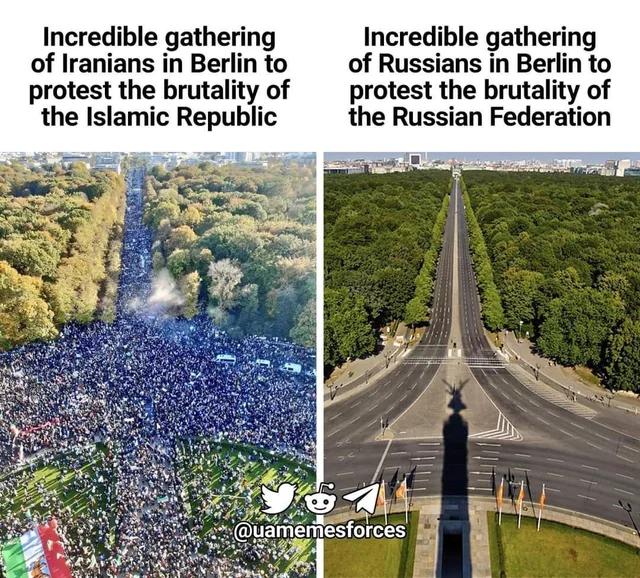 Incredible gathering
of Iranians in Berlin to
protest the brutality of
the Islamic Republic
Incredible gathering
of Russians in Berlin to
protest the brutality of
the Russian Federation
@uamemesforces